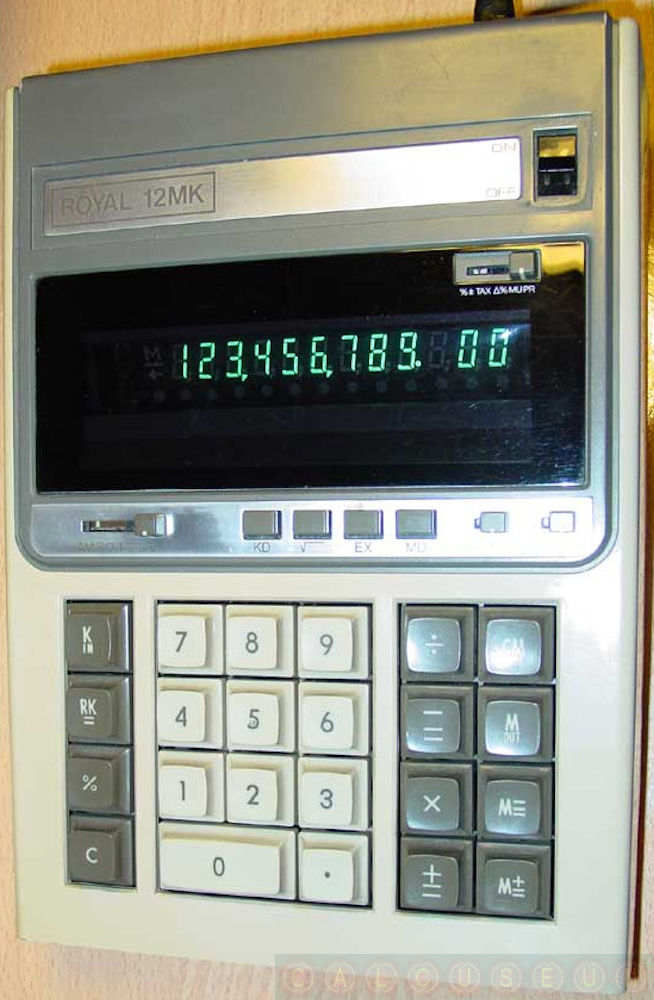 ON
ROYAL 12MK
OFF
% ± TAX Δ% MU PR
123,456,789. 00
KD √ EX MD
K IN 7 8 9 ÷ CM
RK = 4 5 6 — M OUT
% 1 2 3 × M=
C 0 . ± M±
CALCUSEUM